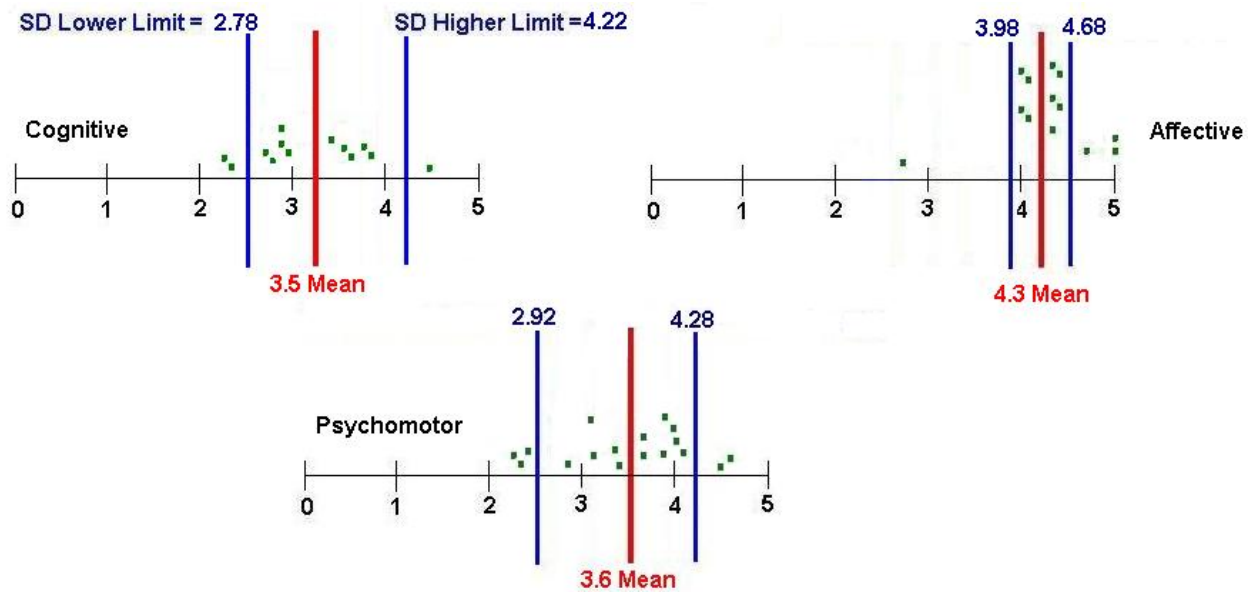 SD Lower Limit = 2.78
SD Higher Limit =4.22
Cognitive
0 1 2 3 4 5
3.5 Mean
3.98 4.68
Affective
0 1 2 3 4 5
4.3 Mean
2.92 4.28
Psychomotor
0 1 2 3 4 5
3.6 Mean